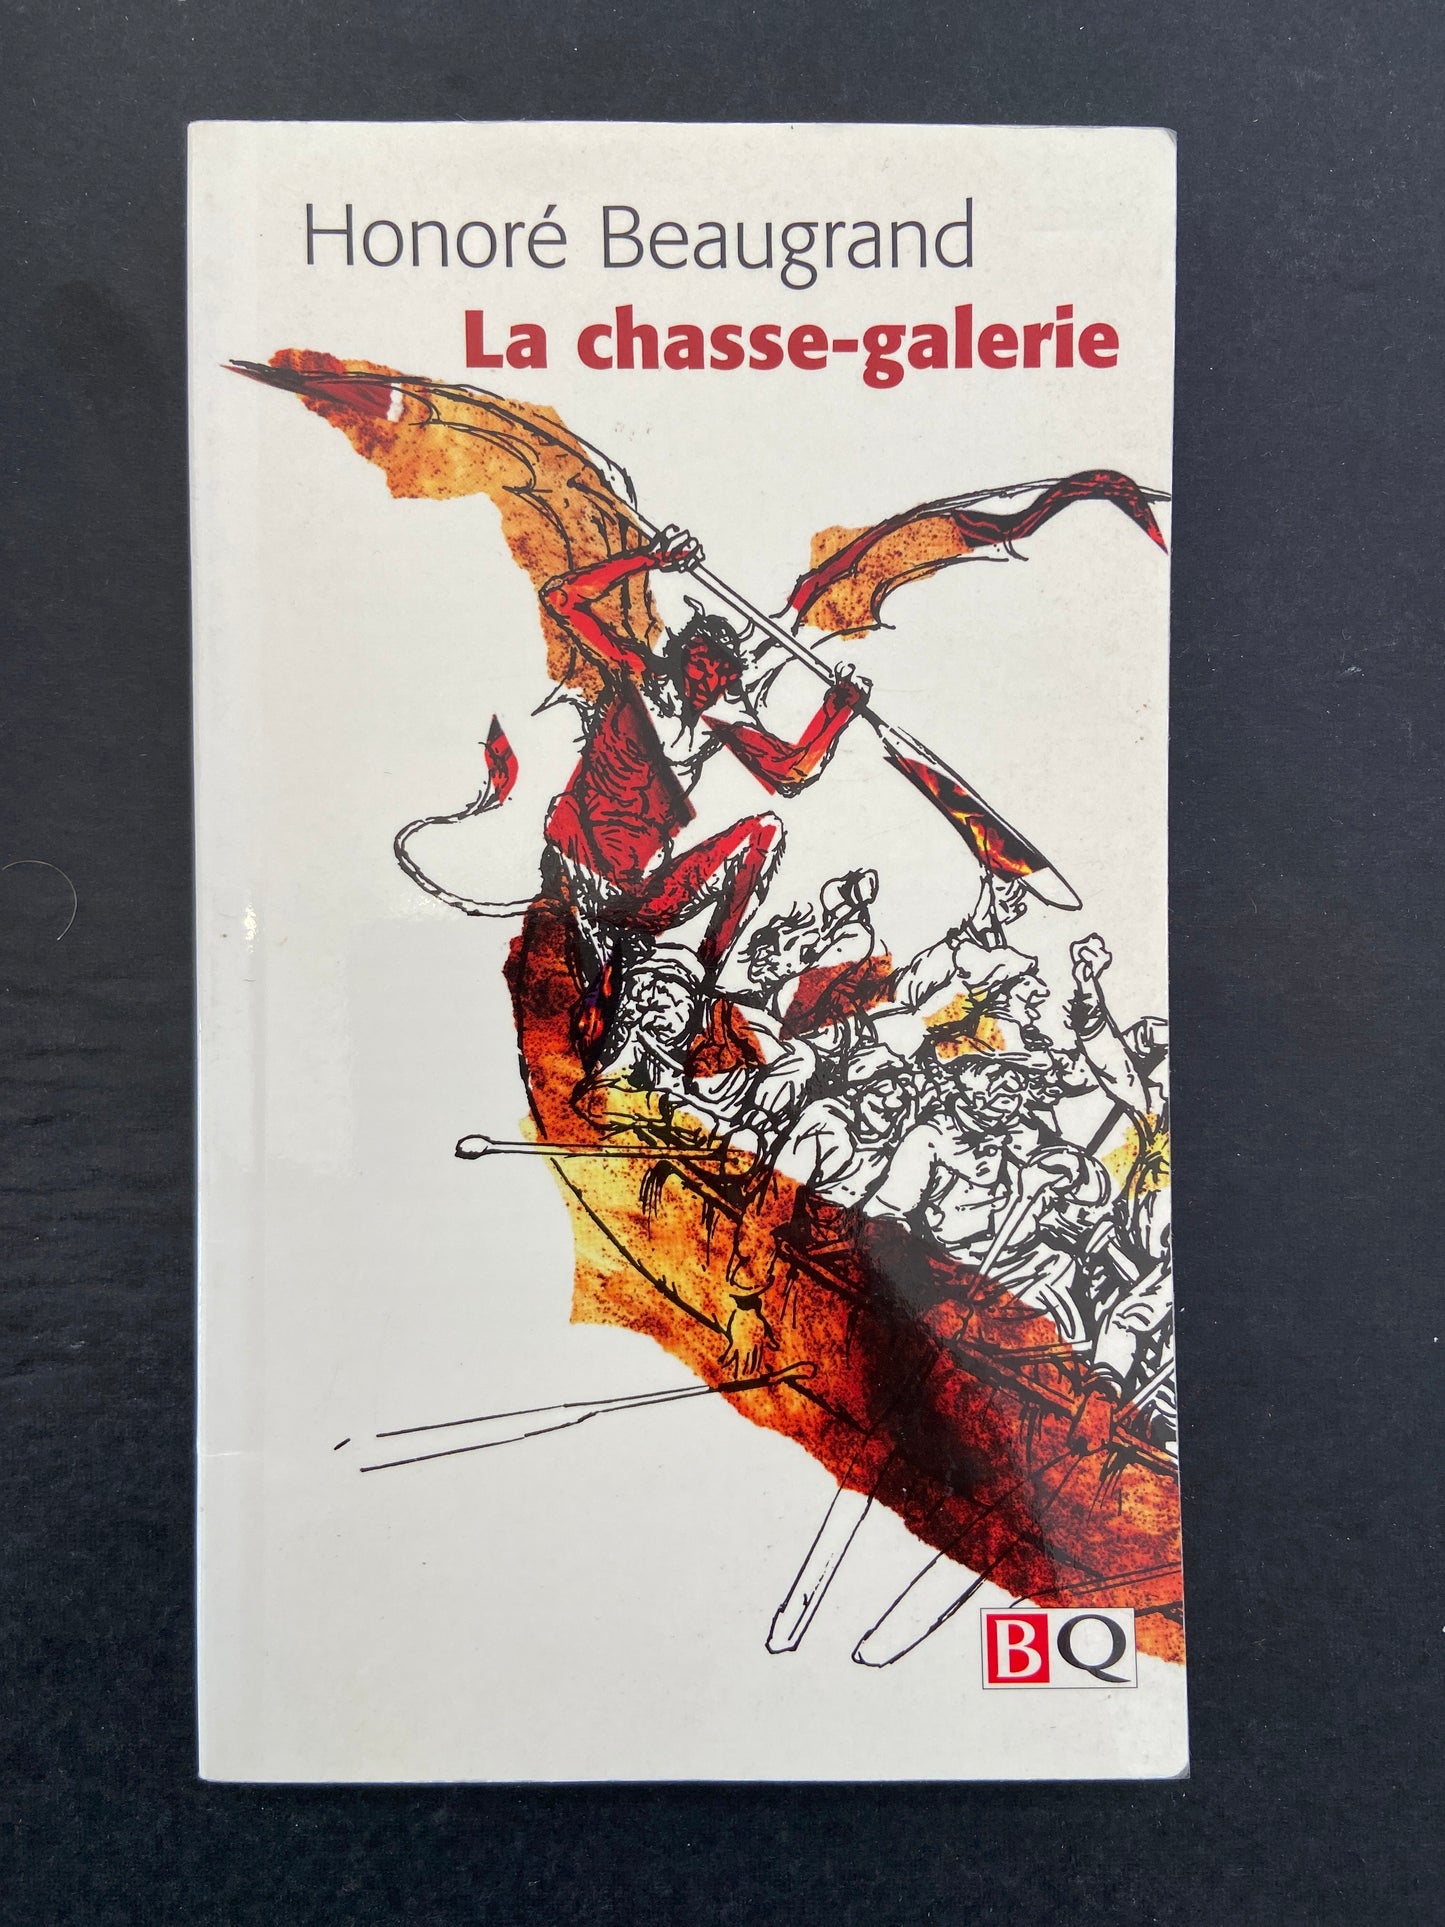 Honoré Beaugrand
La chasse-galerie
BQ